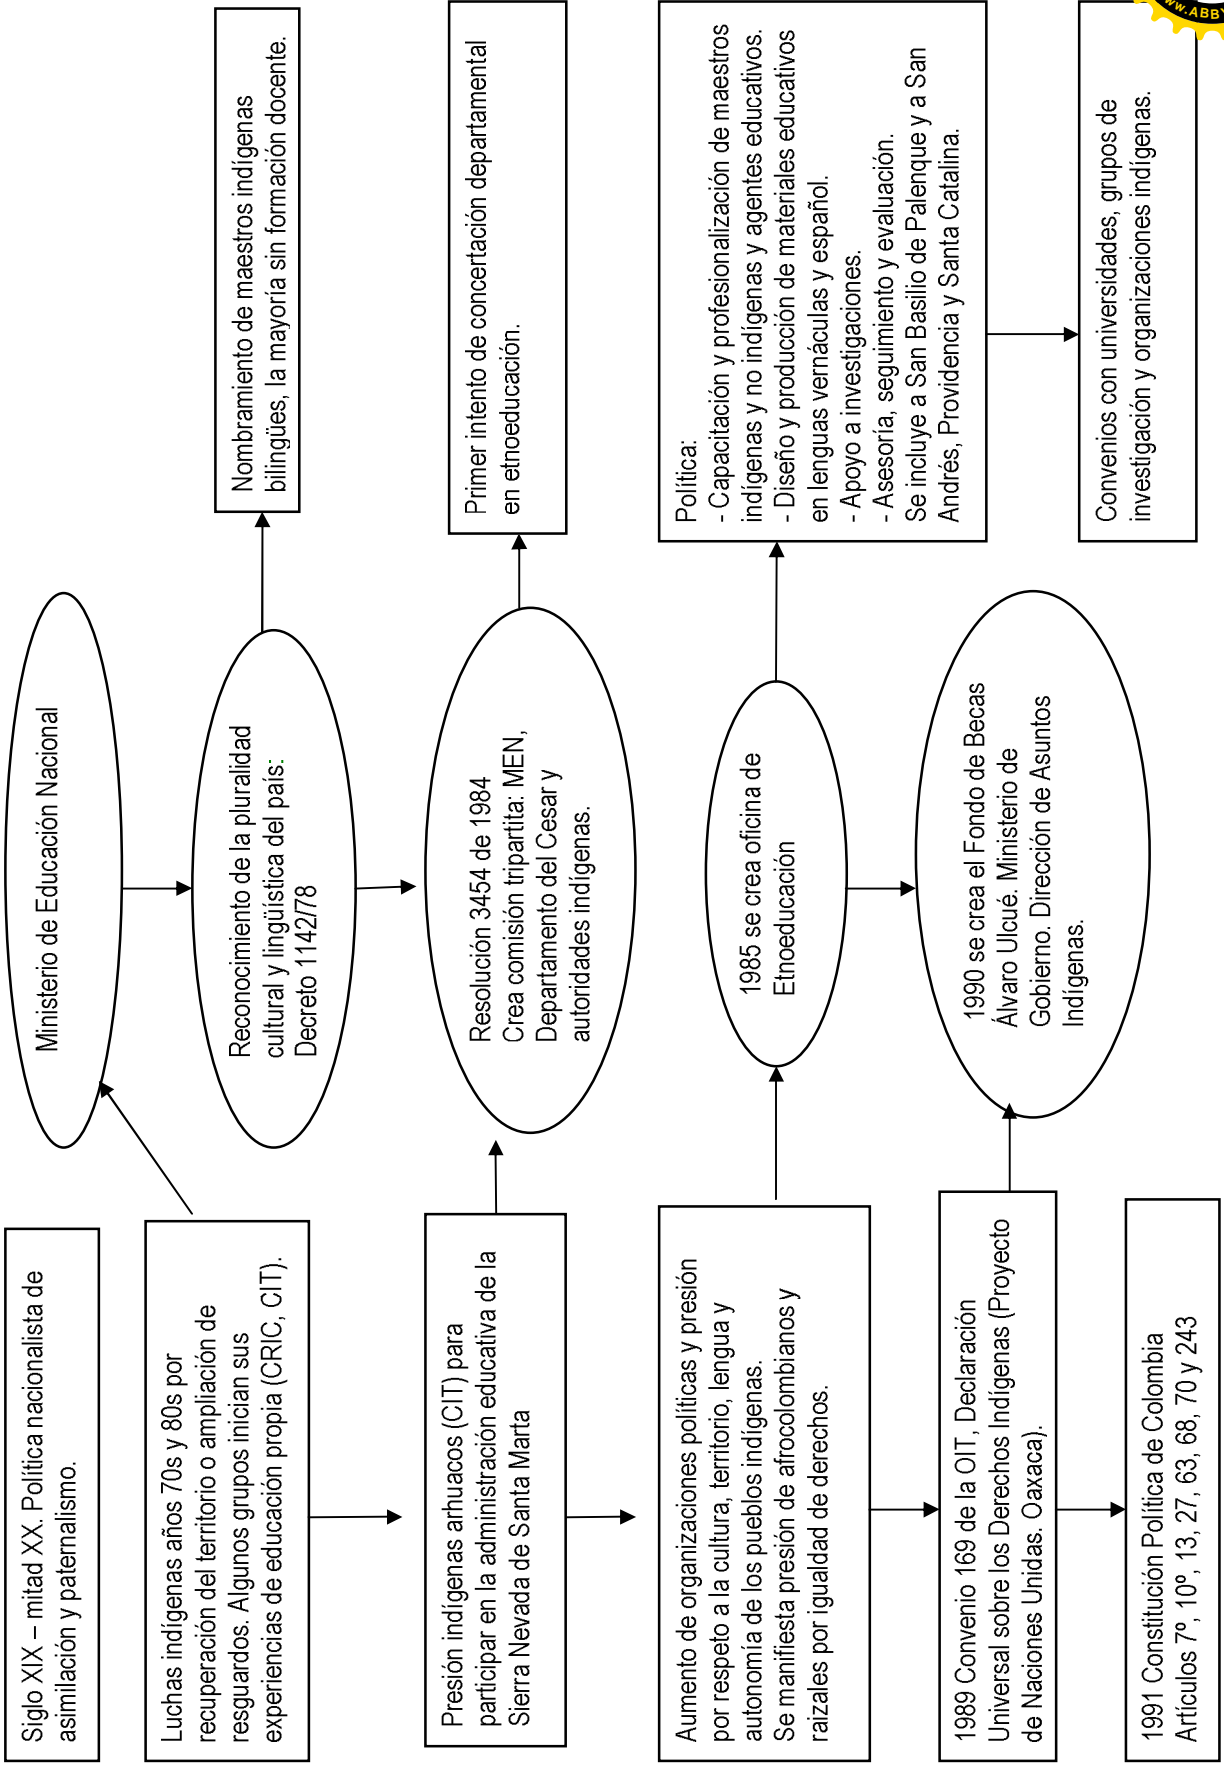 Siglo XIX – mitad XX. Política nacionalista de
asimilación y paternalismo.
Luchas indígenas años 70s y 80s por
recuperación del territorio o ampliación de
resguardos. Algunos grupos inician sus
experiencias de educación propia (CRIC, CIT).
Presión indígenas arhuacos (CIT) para
participar en la administración educativa de la
Sierra Nevada de Santa Marta
Aumento de organizaciones políticas y presión
por respeto a la cultura, territorio, lengua y
autonomía de los pueblos indígenas.
Se manifiesta presión de afrocolombianos y
raizales por igualdad de derechos.
1989 Convenio 169 de la OIT, Declaración
Universal sobre los Derechos Indígenas (Proyecto
de Naciones Unidas. Oaxaca).
1991 Constitución Política de Colombia
Artículos 7º, 10º, 13, 27, 63, 68, 70 y 243
Ministerio de Educación Nacional
Reconocimiento de la pluralidad
cultural y lingüística del país:
Decreto 1142/78
Resolución 3454 de 1984
Crea comisión tripartita: MEN,
Departamento del Cesar y
autoridades indígenas.
1985 se crea oficina de
Etnoeducación
1990 se crea el Fondo de Becas
Álvaro Ulcué. Ministerio de
Gobierno. Dirección de Asuntos
Indígenas.
Nombramiento de maestros indígenas
bilingües, la mayoría sin formación docente.
Primer intento de concertación departamental
en etnoeducación.
Política:
- Capacitación y profesionalización de maestros
indígenas y no indígenas y agentes educativos.
- Diseño y producción de materiales educativos
en lenguas vernáculas y español.
- Apoyo a investigaciones.
- Asesoría, seguimiento y evaluación.
Se incluye a San Basilio de Palenque y a San
Andrés, Providencia y Santa Catalina.
Convenios con universidades, grupos de
investigación y organizaciones indígenas.